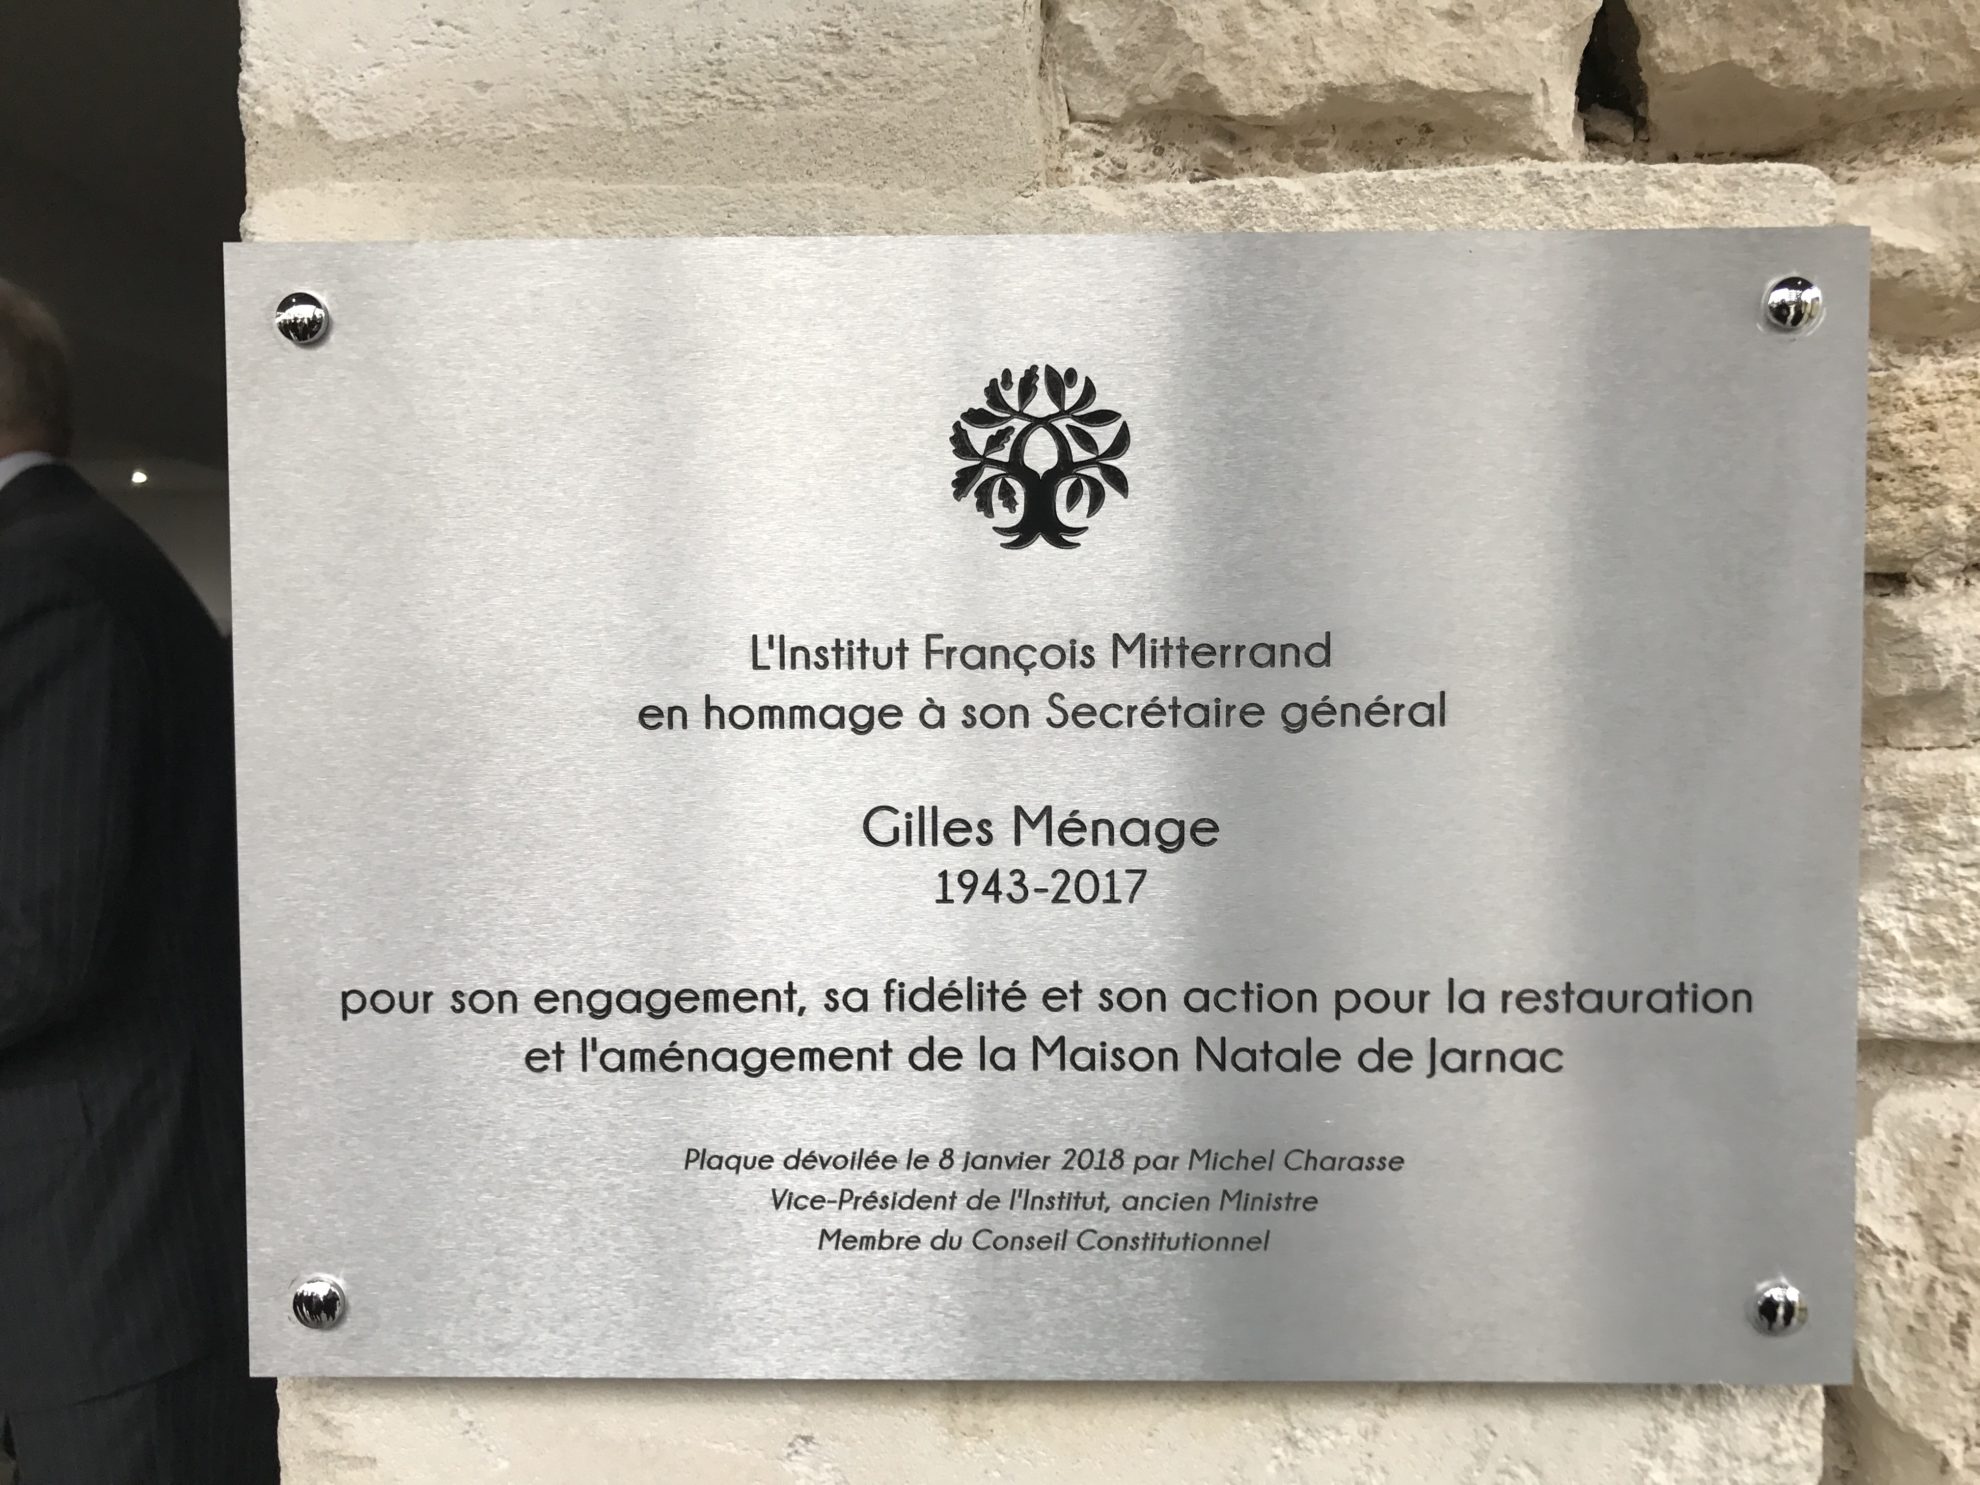 L'Institut François Mitterrand
en hommage à son Secrétaire général
Gilles Ménage
1943-2017
pour son engagement, sa fidélité et son action pour la restauration
et l'aménagement de la Maison Natale de Jarnac
Plaque dévoilée le 8 janvier 2018 par Michel Charasse
Vice-Président de l'Institut, ancien Ministre
Membre du Conseil Constitutionnel